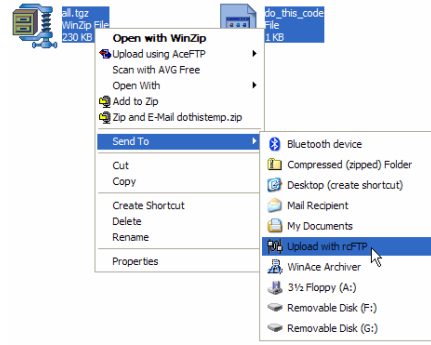 all.tgz
WinZip File
230 KB
do_this_code
File
1 KB
Open with WinZip
Upload using AceFTP
Scan with AVG Free
Open With
Add to Zip
Zip and E-Mail dothistemp.zip
Send To
Cut
Copy
Create Shortcut
Delete
Rename
Properties
Bluetooth device
Compressed (zipped) Folder
Desktop (create shortcut)
Mail Recipient
My Documents
Upload with rcFTP
WinAce Archiver
3½ Floppy (A:)
Removable Disk (F:)
Removable Disk (G:)